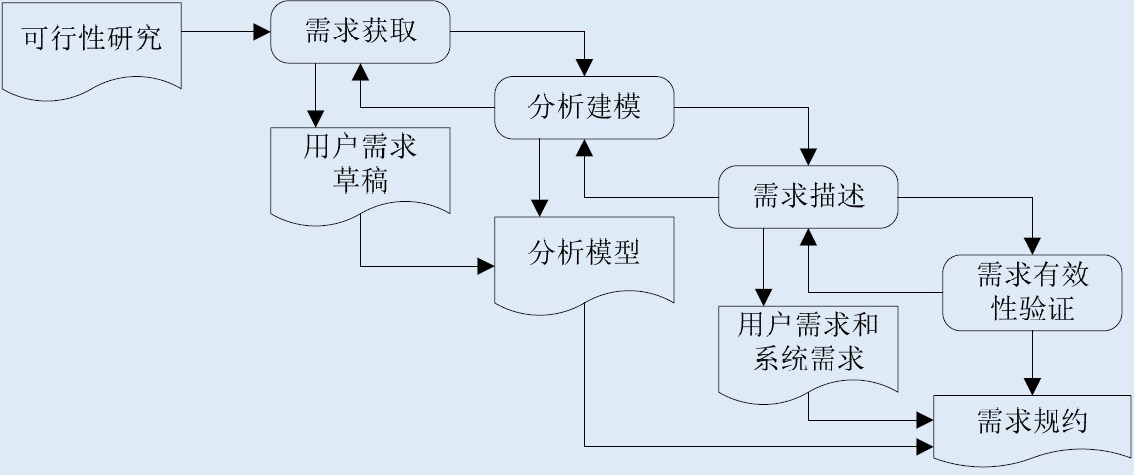 可行性研究
需求获取
分析建模
用户需求
草稿
需求描述
分析模型
需求有效
性验证
用户需求和
系统需求
需求规约